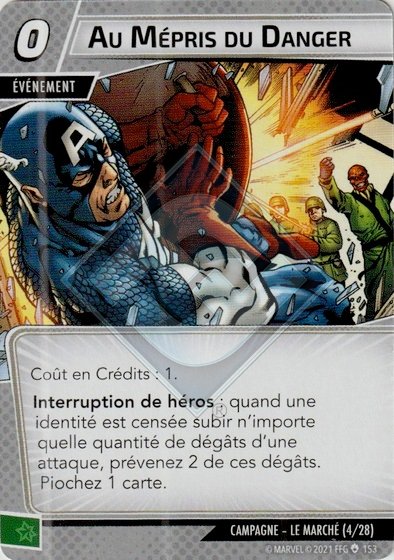 0
AU MÉPRIS DU DANGER
ÉVÉNEMENT
A
Coût en Crédits : 1.
Interruption de héros : quand une
identité est censée subir n'importe
quelle quantité de dégâts d'une
attaque, prévenez 2 de ces dégâts.
Piochez 1 carte.
CAMPAGNE – LE MARCHÉ (4/28)
© MARVEL © 2021 FFG 153